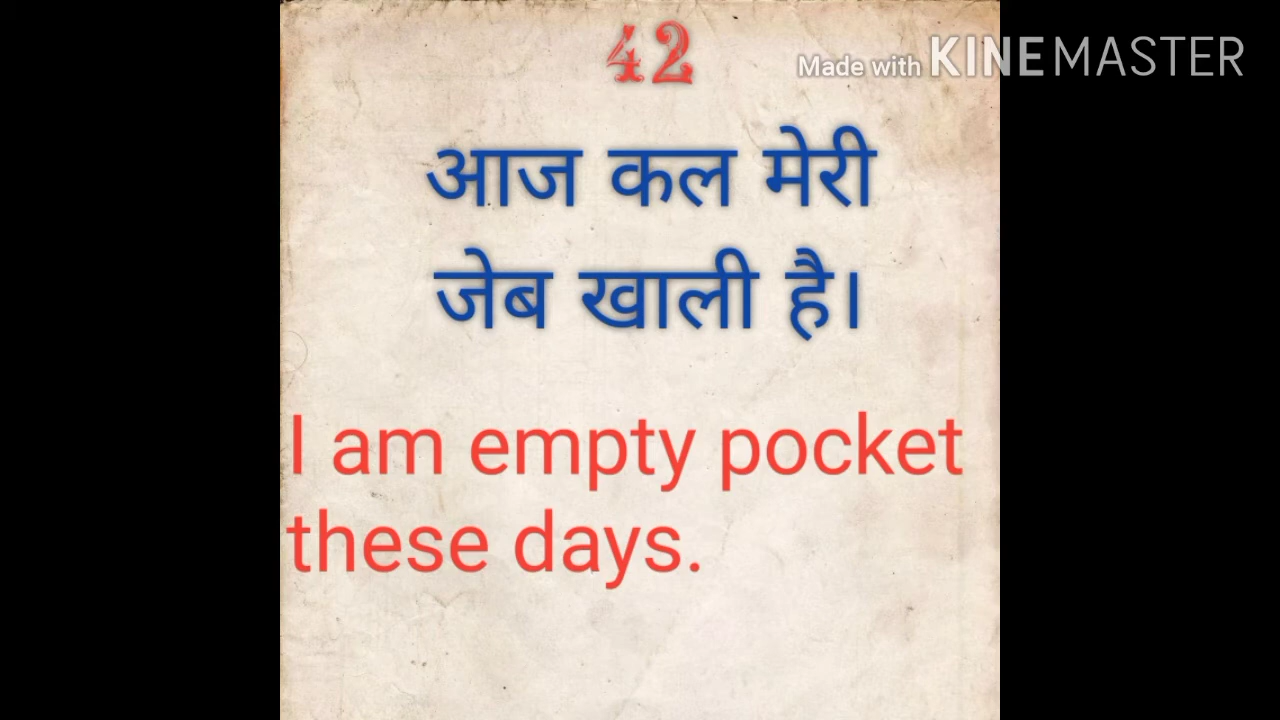 42
Made with KINEMASTER
आज कल मेरी
जेब खाली है।
I am empty pocket
these days.